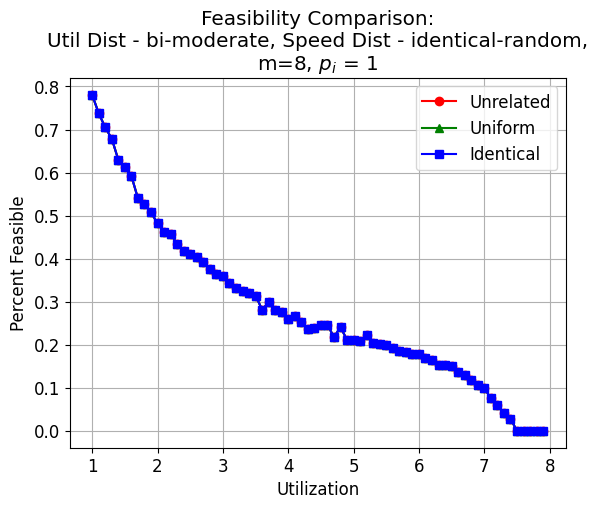 Feasibility Comparison:
Util Dist - bi-moderate, Speed Dist - identical-random,
m=8, p_i = 1
Unrelated
Uniform
Identical
Percent Feasible
0.8
0.7
0.6
0.5
0.4
0.3
0.2
0.1
0.0
1 2 3 4 5 6 7 8
Utilization